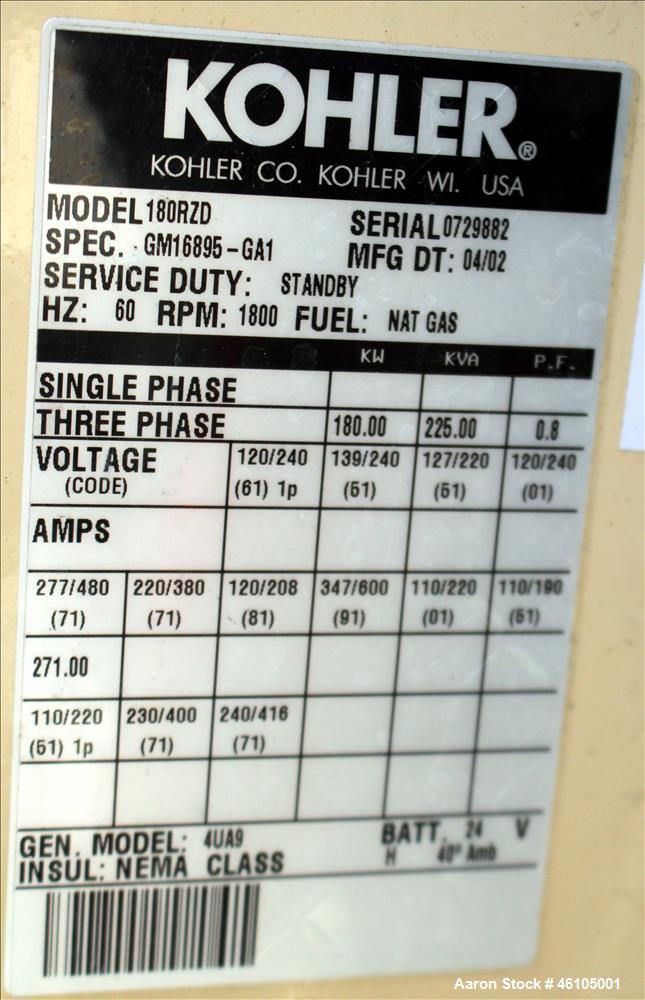 KOHLER®
KOHLER CO. KOHLER WI. USA
MODEL 180RZD SERIAL 0729882
SPEC. GM16895-GA1 MFG DT: 04/02
SERVICE DUTY: STANDBY
HZ: 60 RPM: 1800 FUEL: NAT GAS
KW KVA P.F.
SINGLE PHASE
THREE PHASE 180.00 225.00 0.8
VOLTAGE 120/240 139/240 127/220 120/240
(CODE) (61) 1p (51) (51) (01)
AMPS
277/480 220/380 120/208 347/600 110/220 110/190
(71) (71) (81) (91) (01) (51)
271.00
110/220 230/400 240/416
(51) 1p (71) (71)
GEN. MODEL: 4UA9 BATT. 24 V
INSUL: NEMA CLASS H 40° Amb
Aaron Stock # 46105001